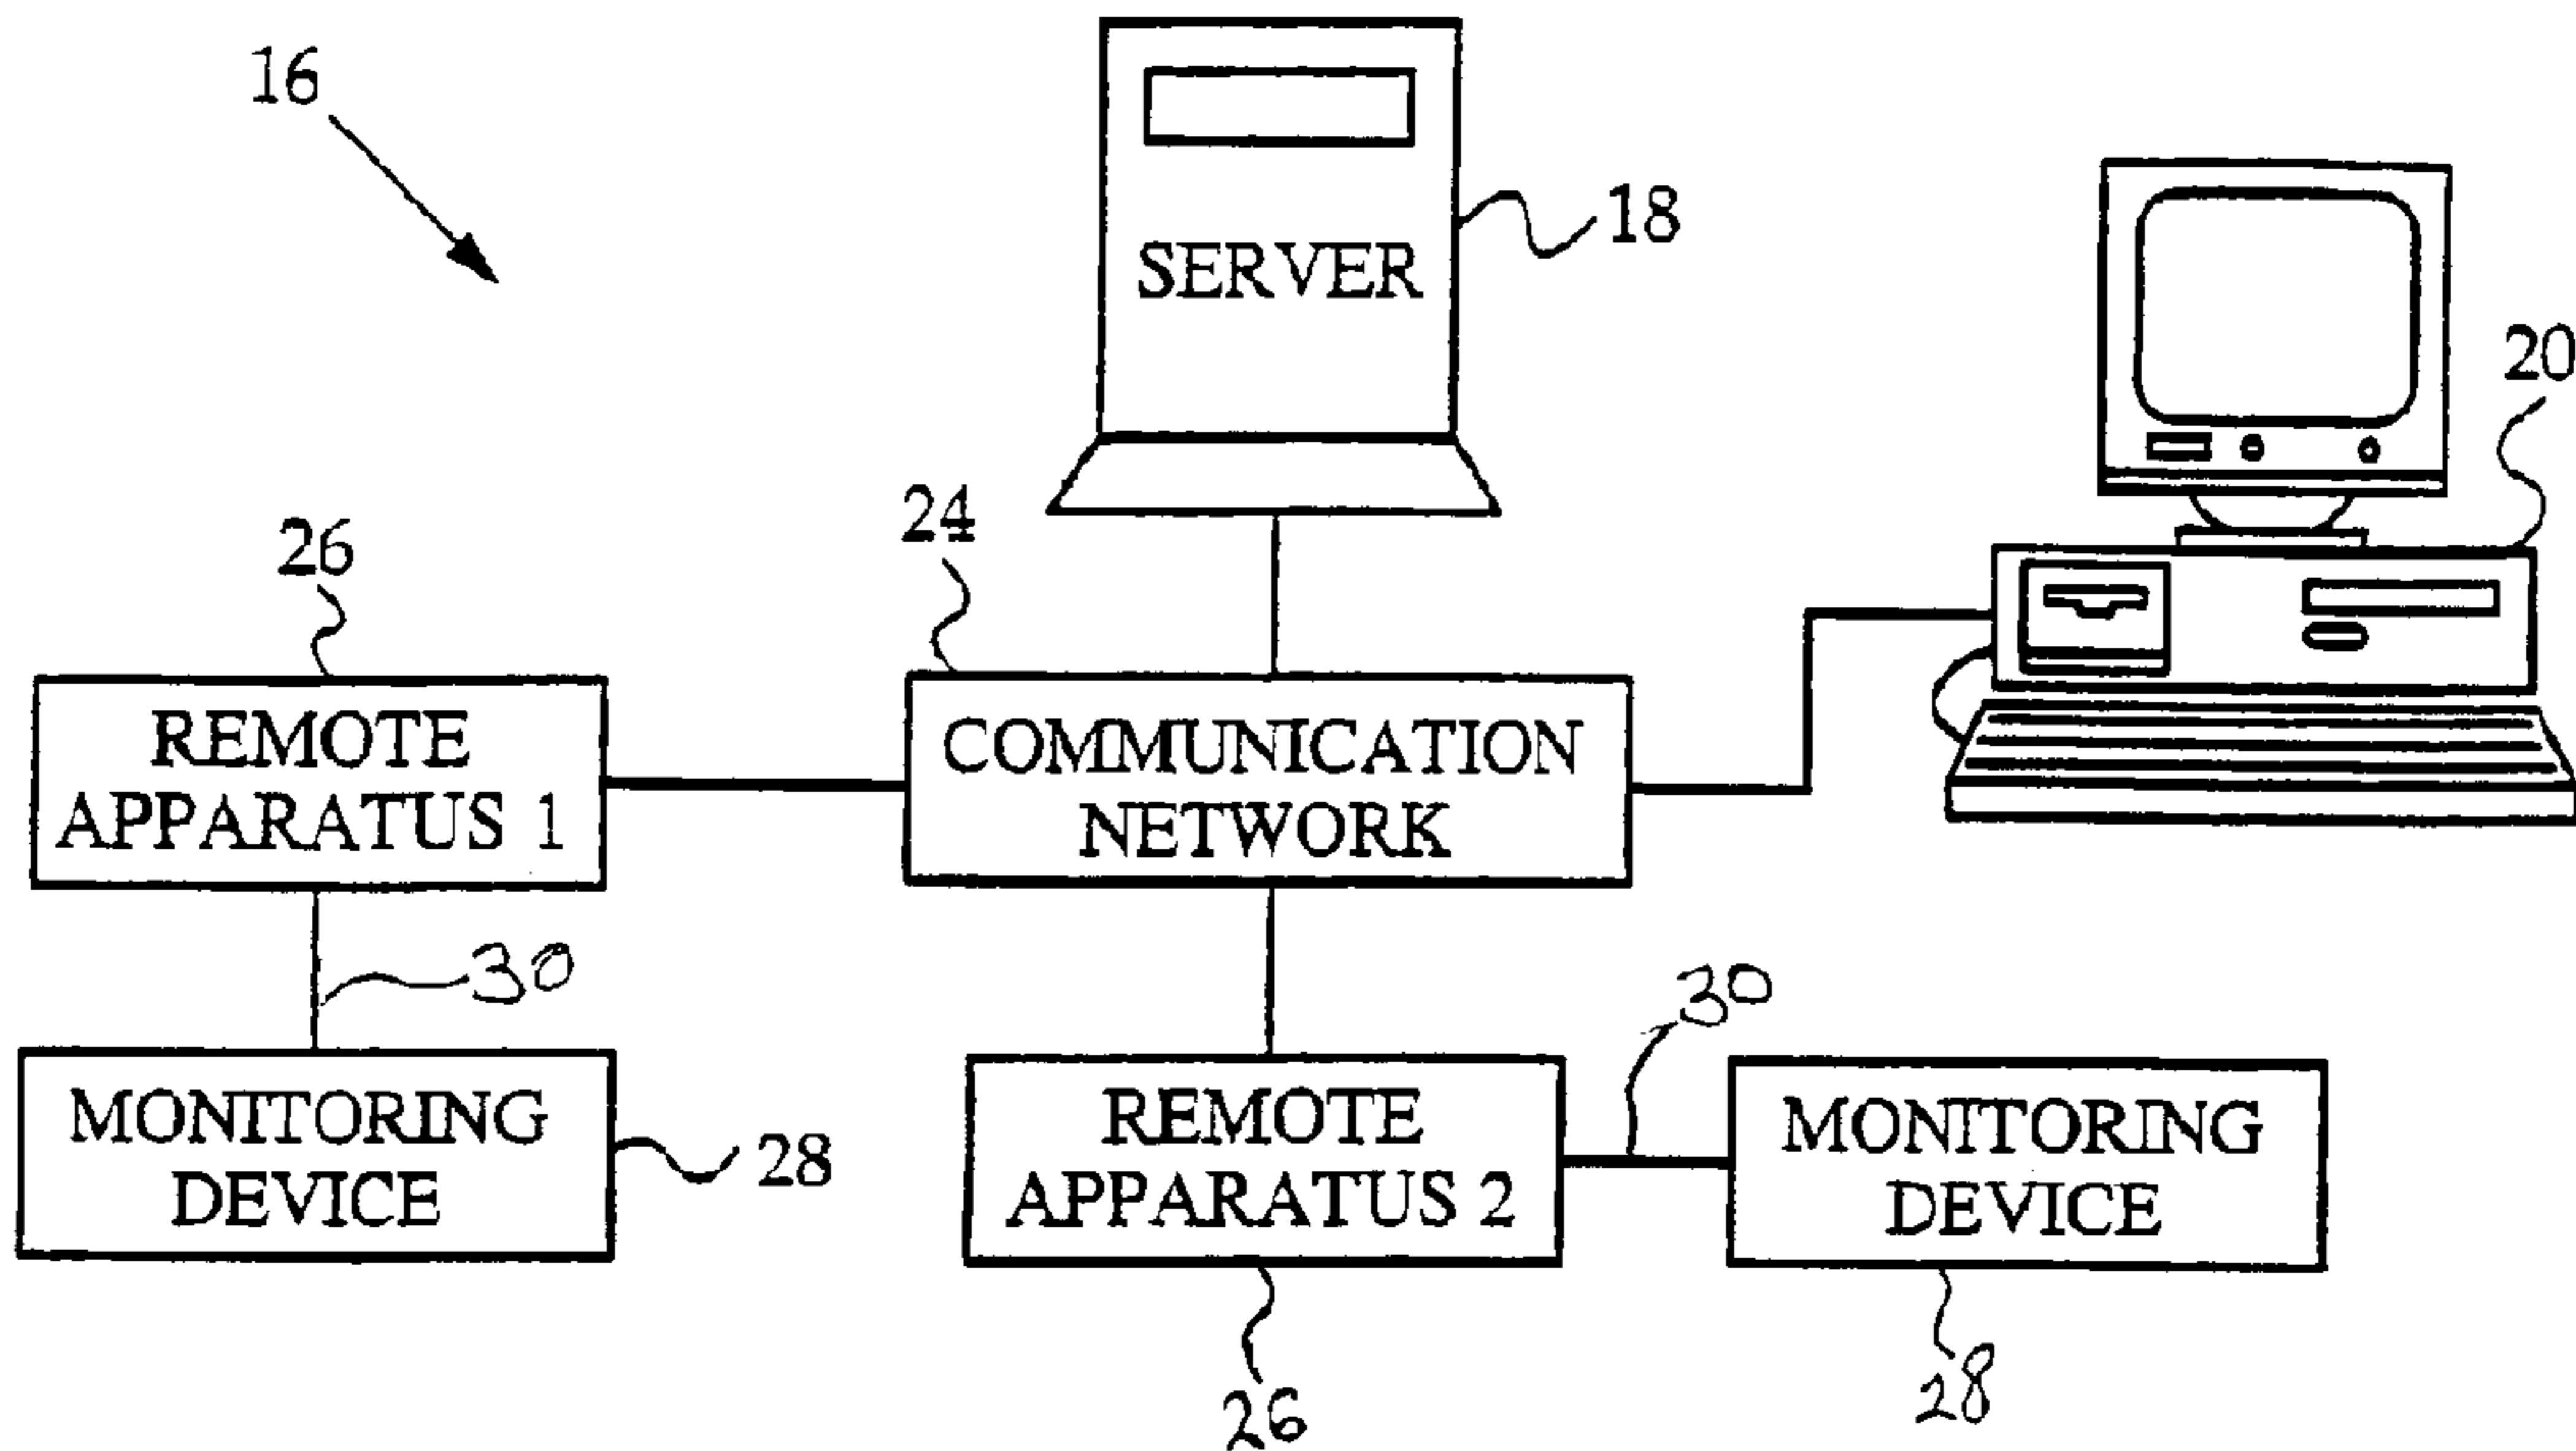 16
SERVER
18
20
24
26
REMOTE
APPARATUS 1
COMMUNICATION
NETWORK
30
30
MONITORING
DEVICE
28
REMOTE
APPARATUS 2
MONITORING
DEVICE
26
28